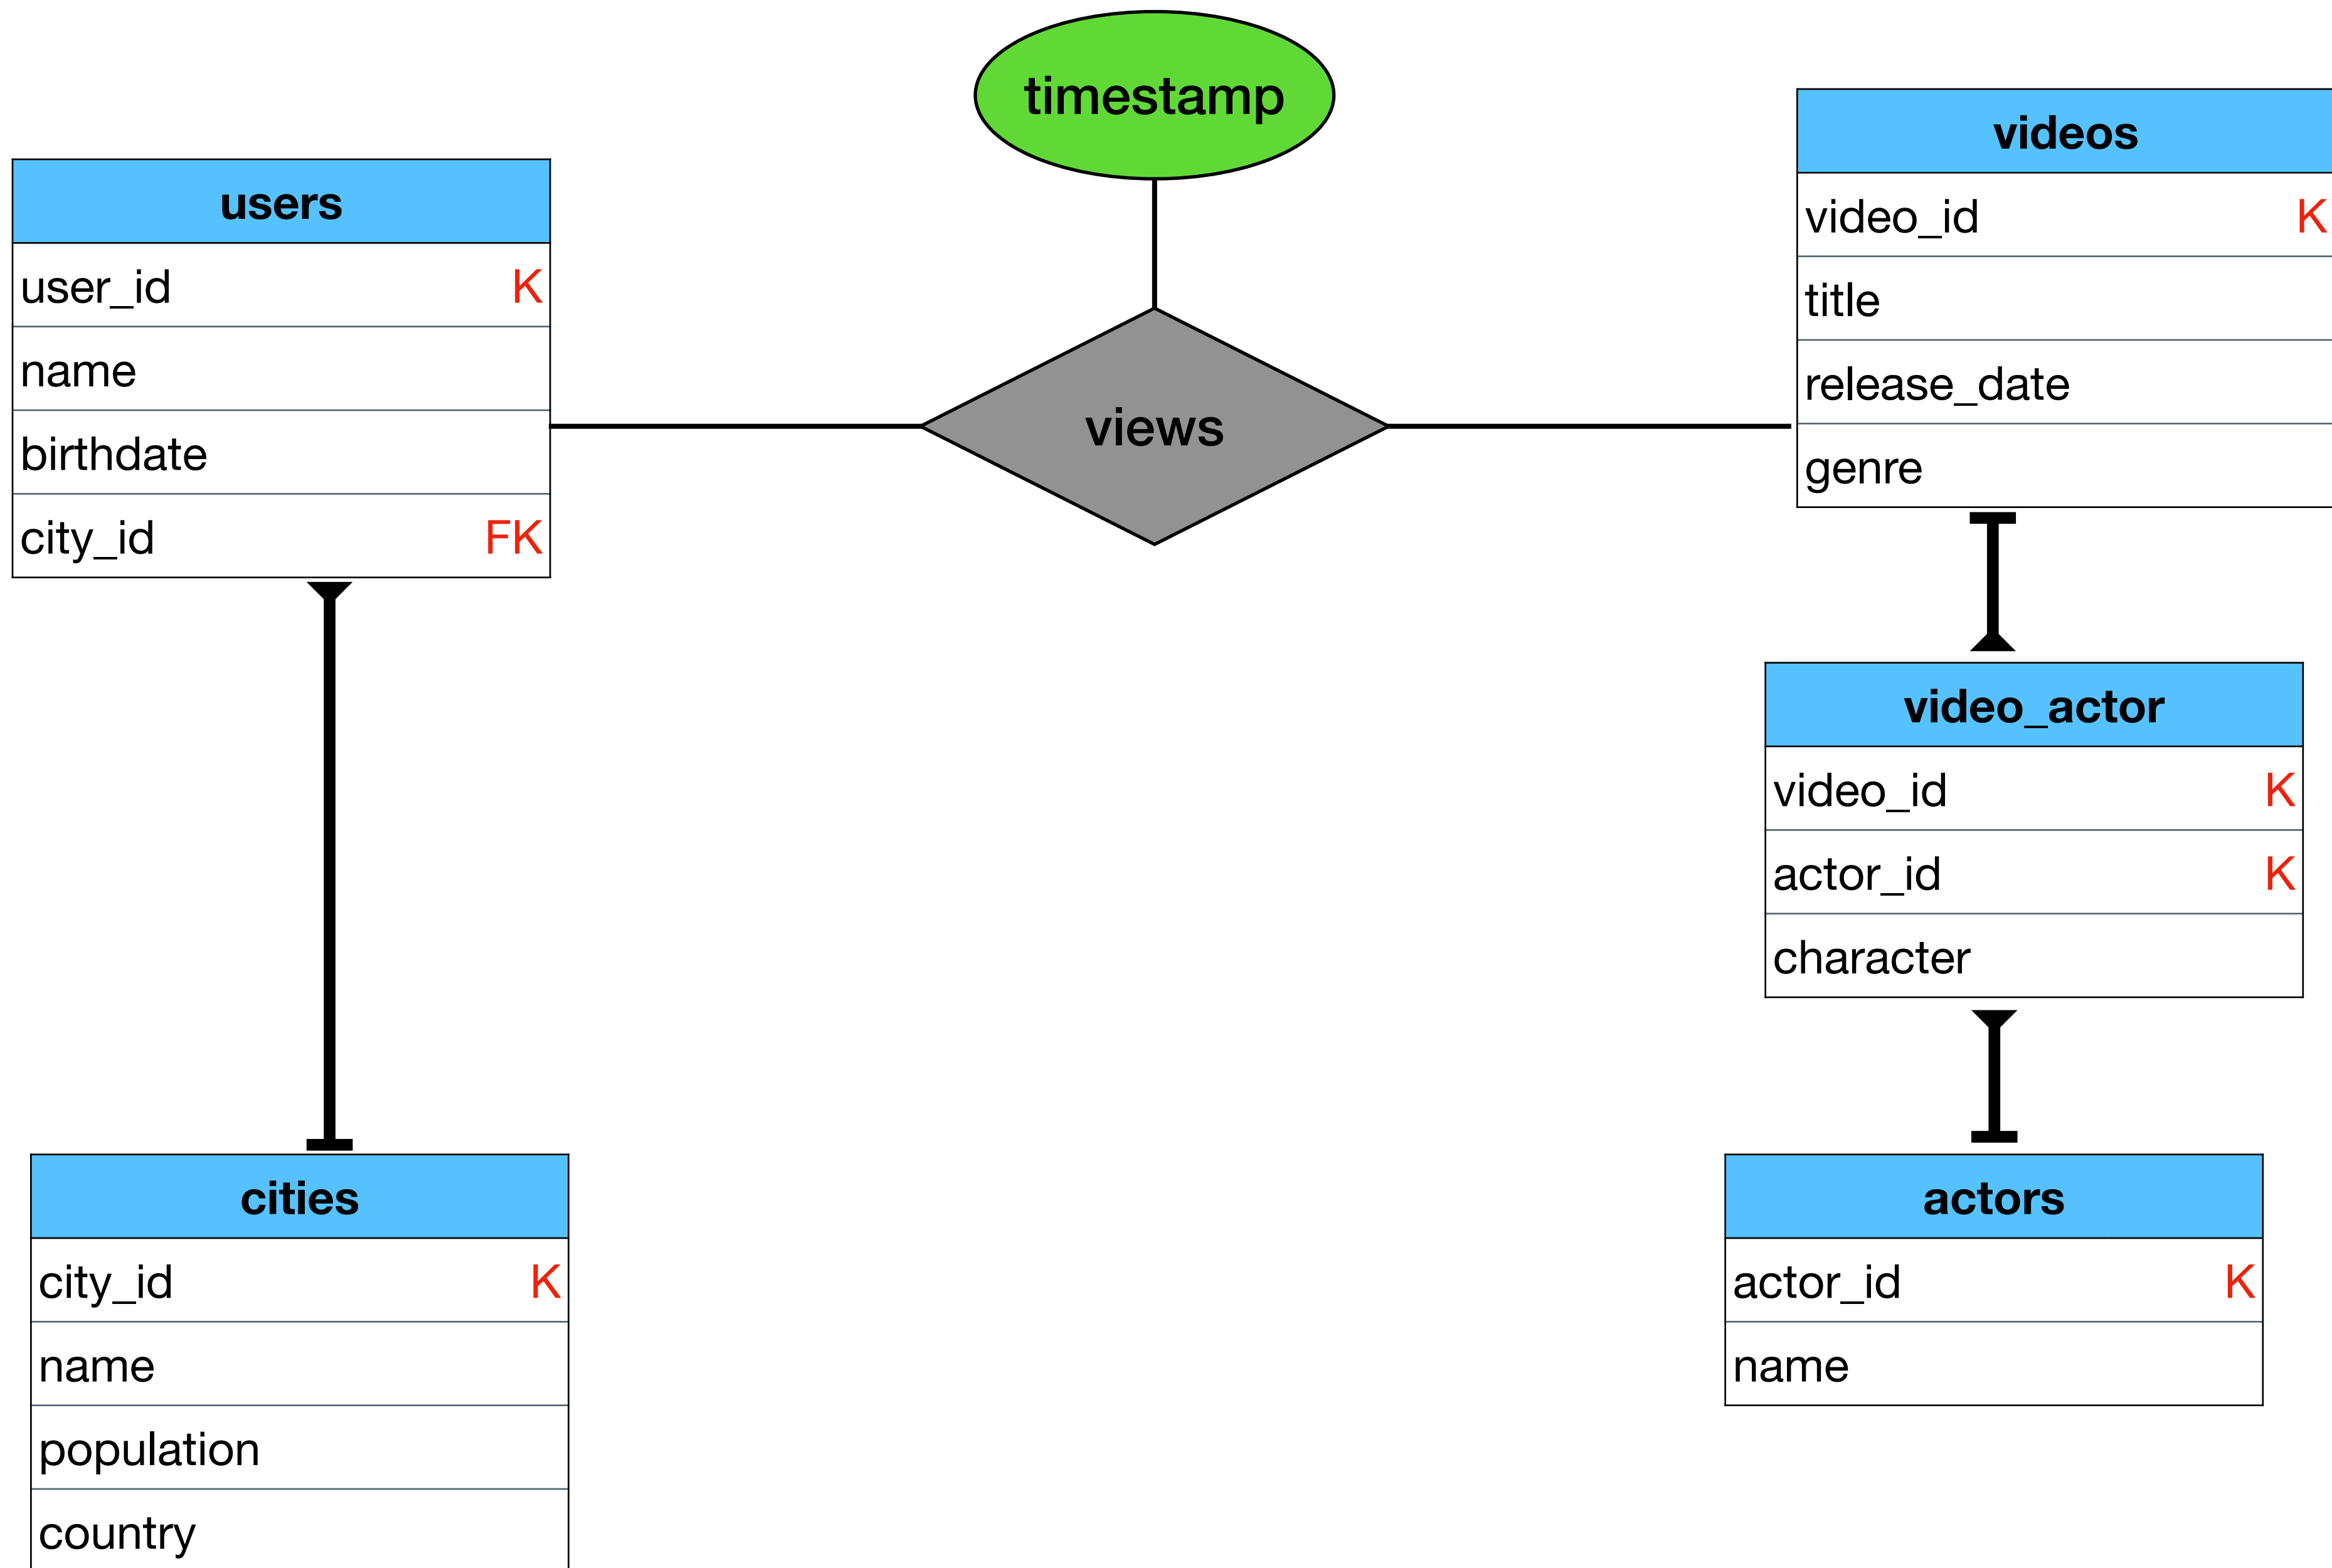 timestamp
users
user_id K
name
birthdate
city_id FK
views
videos
video_id K
title
release_date
genre
video_actor
video_id K
actor_id K
character
cities
city_id K
name
population
country
actors
actor_id K
name